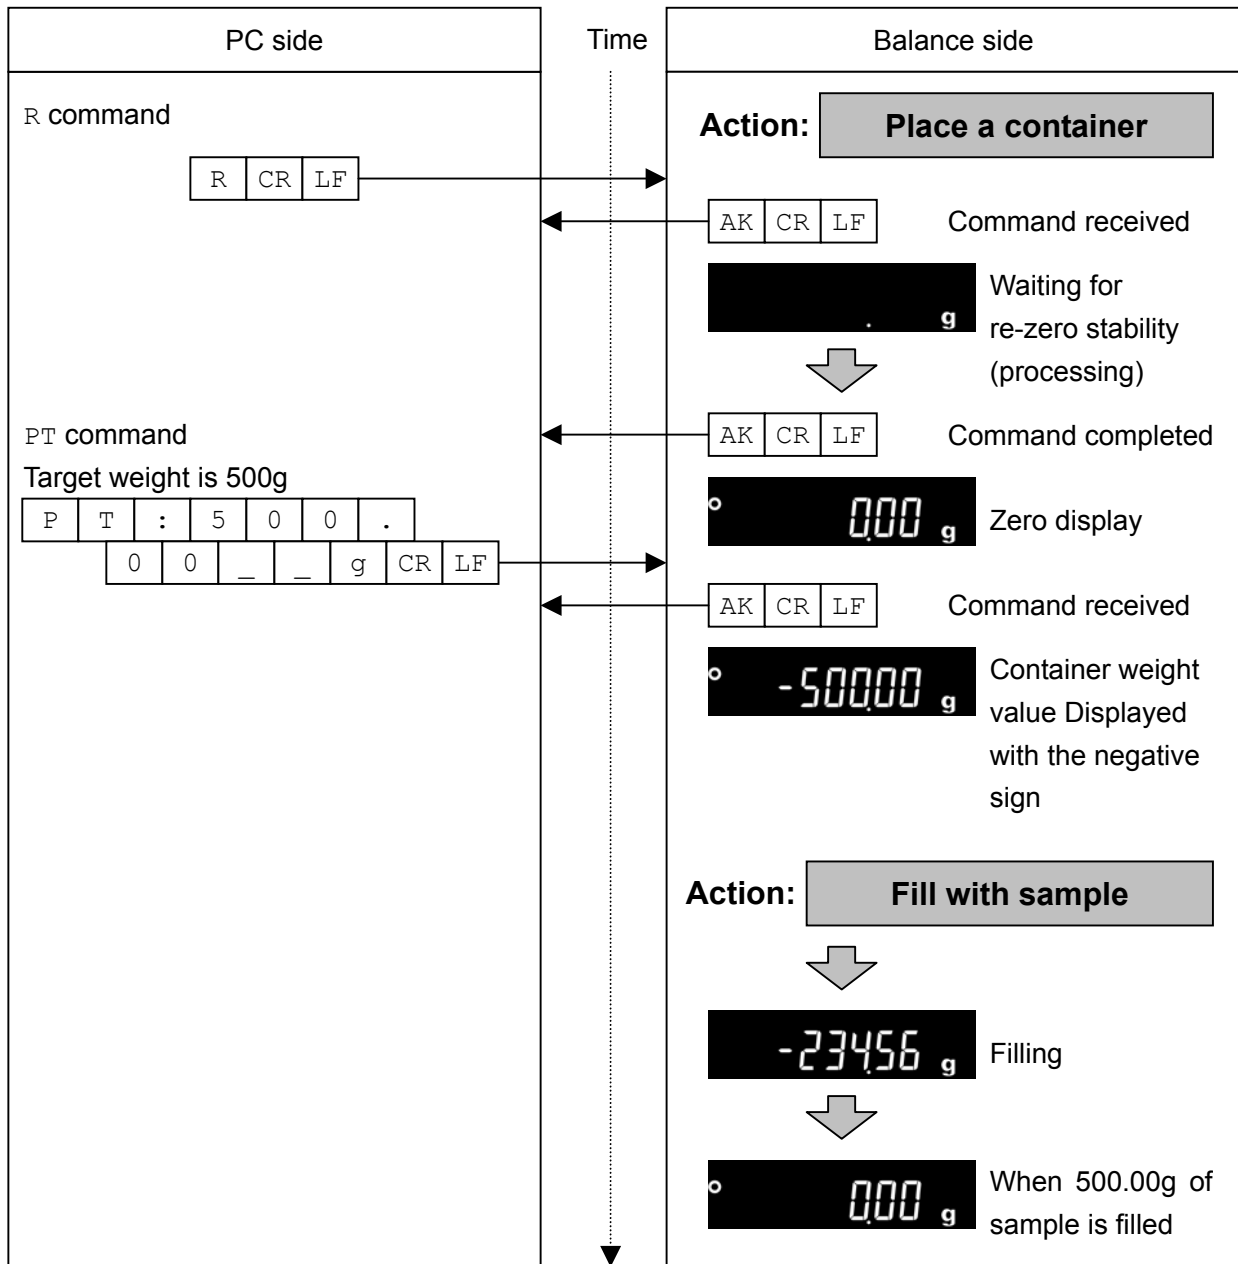 PC side
Time
Balance side
R command
Action: Place a container
R CR LF
AK CR LF Command received
. g Waiting for
re-zero stability
(processing)
PT command
AK CR LF Command completed
Target weight is 500g
P T : 5 0 0 .
0.00 g Zero display
0 0 _ _ g CR LF
AK CR LF Command received
-500.00 g Container weight
value Displayed
with the negative
sign
Action: Fill with sample
-234.56 g Filling
0.00 g When 500.00g of
sample is filled